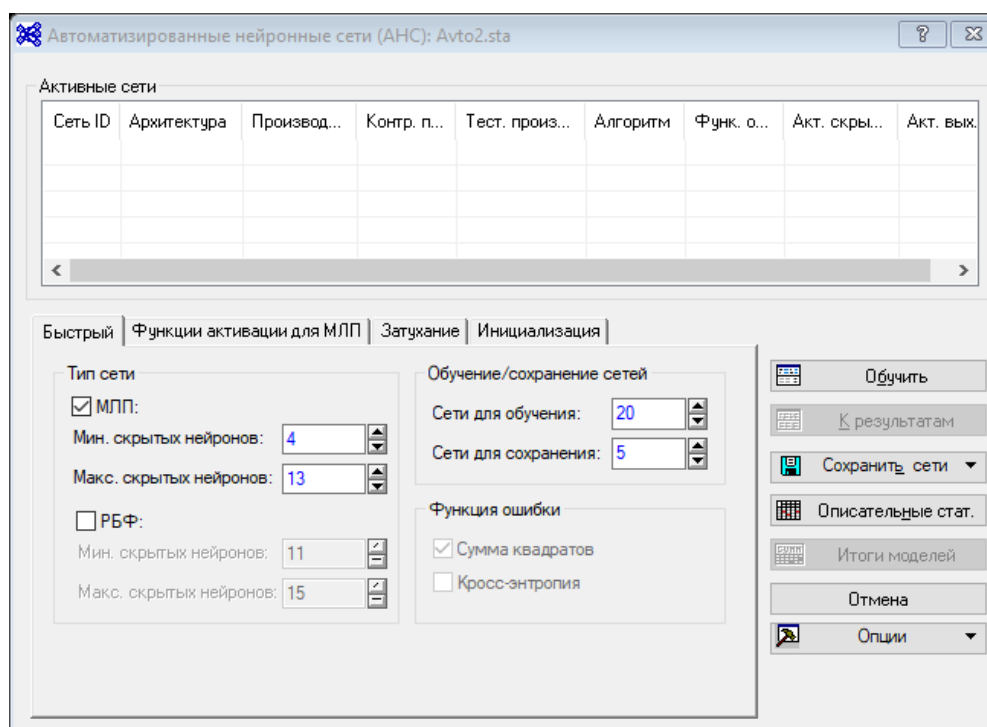 Автоматизированные нейронные сети (АНС): Avto2.sta
Активные сети
Сеть ID Архитектура Производ... Контр. п... Тест. произ... Алгоритм Функ. о... Акт. скры... Акт. вых.
Быстрый Функции активации для МЛП Затухание Инициализация
Тип сети
МЛП:
Мин. скрытых нейронов: 4
Макс. скрытых нейронов: 13
РБФ:
Мин. скрытых нейронов: 11
Макс. скрытых нейронов: 15
Обучение/сохранение сетей
Сети для обучения: 20
Сети для сохранения: 5
Функция ошибки
Сумма квадратов
Кросс-энтропия
Обучить
К результатам
Сохранить сети
Описательные стат.
Итоги моделей
Отмена
Опции